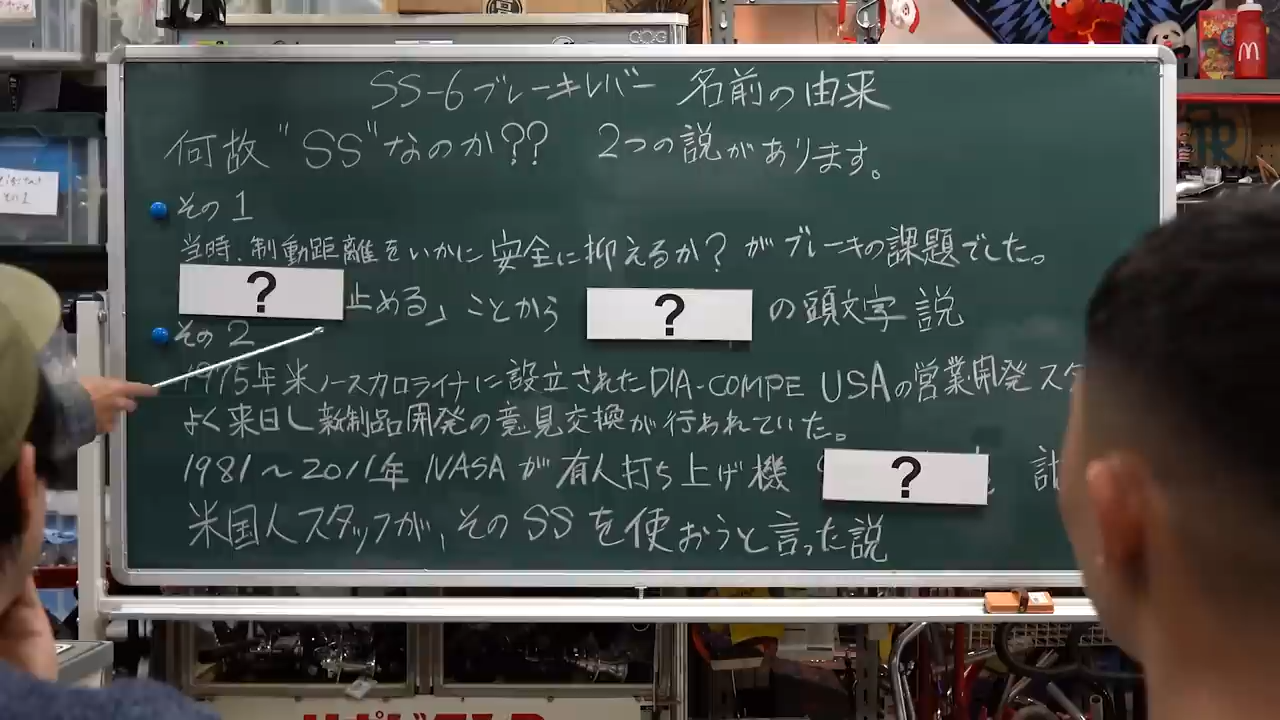 SS-6ブレーキレバー 名前の由来
何故"SS"なのか?? 2つの説があります。
その1
当時、制動距離をいかに安全に抑えるか?がブレーキの課題でした。
? 止める」ことから ? の頭文字説
その2
1975年米ノースカロライナに設立されたDIA-COMPE USAの営業開発ス
よく来日し新制品開発の意見交換が行われていた。
1981〜2011年 NASAが有人打ち上げ機 ?
米国人スタッフが、そのSSを使おうと言った説